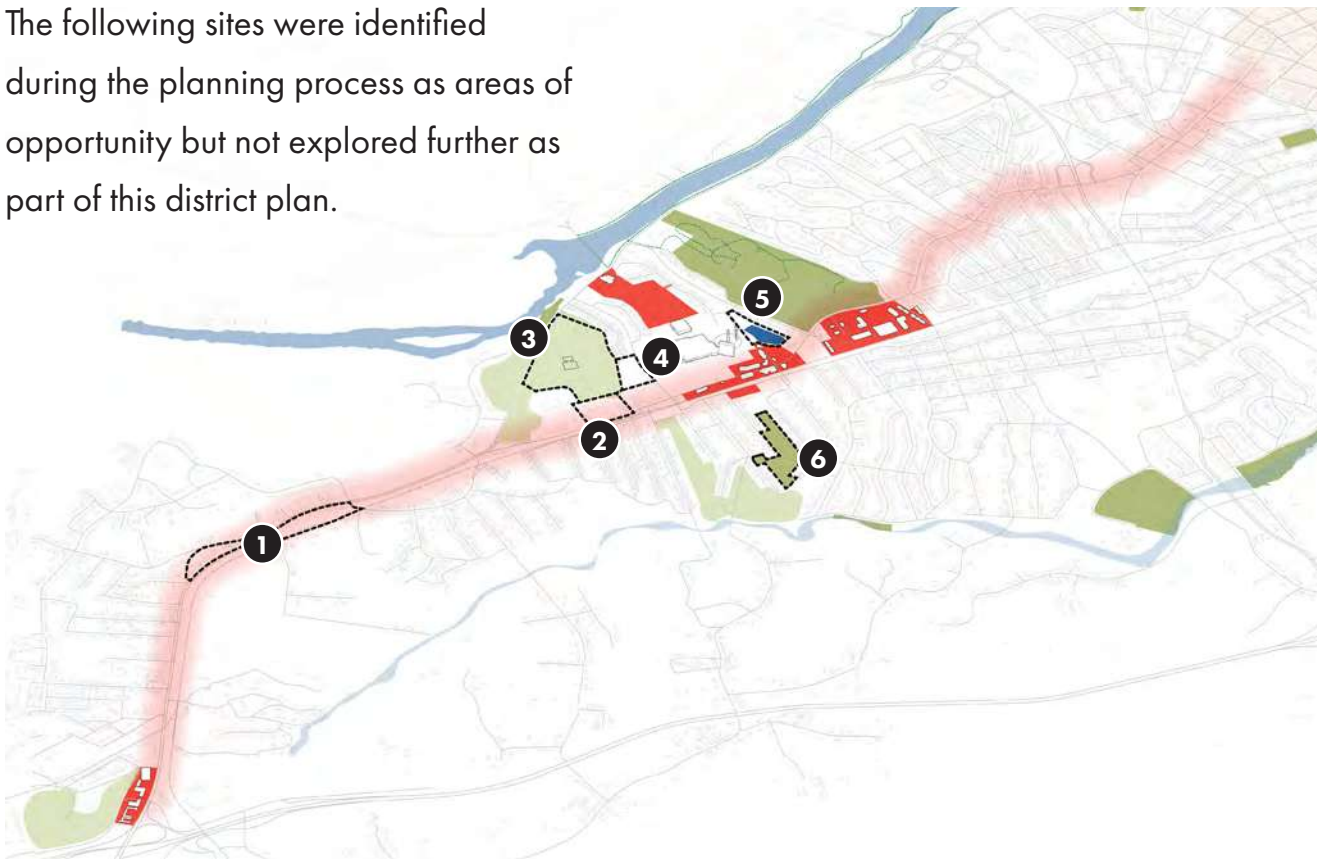 The following sites were identified
during the planning process as areas of
opportunity but not explored further as
part of this district plan.
5
3
4
2
6
1